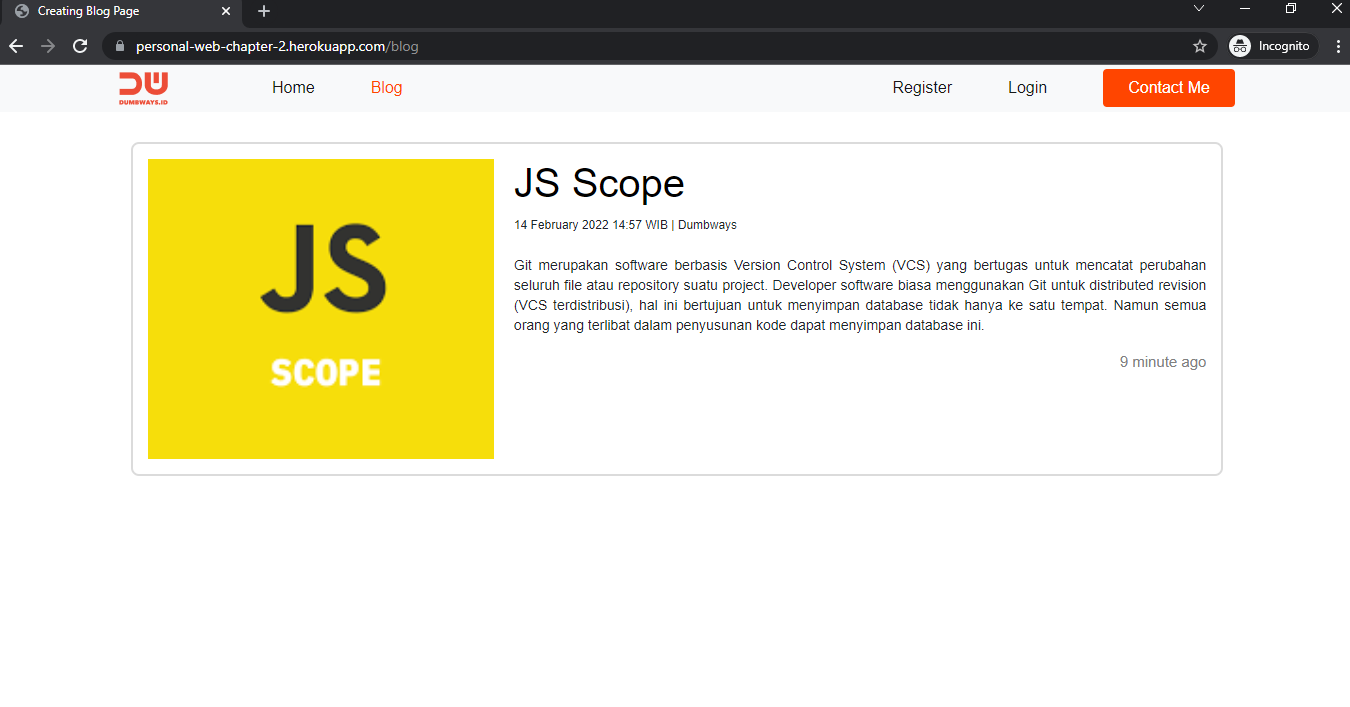 Creating Blog Page
personal-web-chapter-2.herokuapp.com/blog
Incognito
DW
DUMBWAYS.ID
Home
Blog
Register
Login
Contact Me
JS
SCOPE
JS Scope
14 February 2022 14:57 WIB | Dumbways
Git merupakan software berbasis Version Control System (VCS) yang bertugas untuk mencatat perubahan
seluruh file atau repository suatu project. Developer software biasa menggunakan Git untuk distributed revision
(VCS terdistribusi), hal ini bertujuan untuk menyimpan database tidak hanya ke satu tempat. Namun semua
orang yang terlibat dalam penyusunan kode dapat menyimpan database ini.
9 minute ago